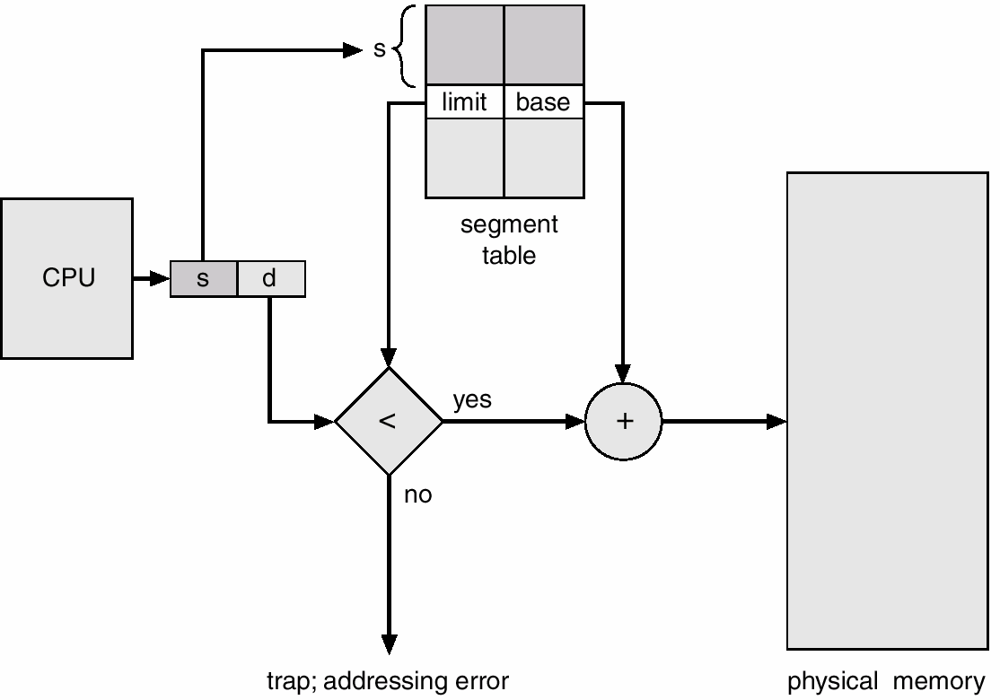 s
limit base
segment
table
CPU
s d
<
yes
+
no
trap; addressing error
physical memory